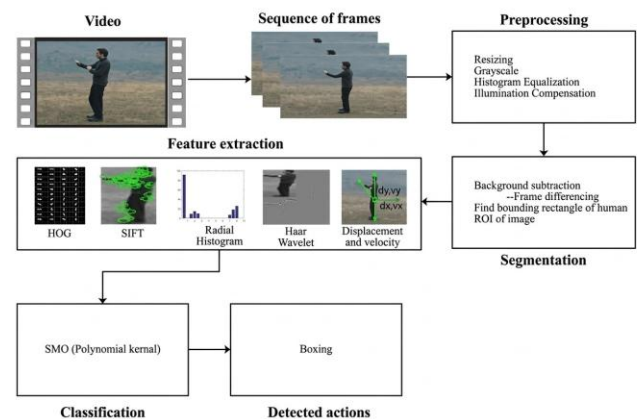 Video
Sequence of frames
Preprocessing
Resizing
Grayscale
Histogram Equalization
Illumination Compensation
Feature extraction
HOG
SIFT
Radial
Histogram
Haar
Wavelet
dy,vy
dx,vx
Displacement
and velocity
Background subtraction
--Frame differencing
Find bounding rectangle of human
ROI of image
Segmentation
SMO (Polynomial kernal)
Boxing
Classification
Detected actions